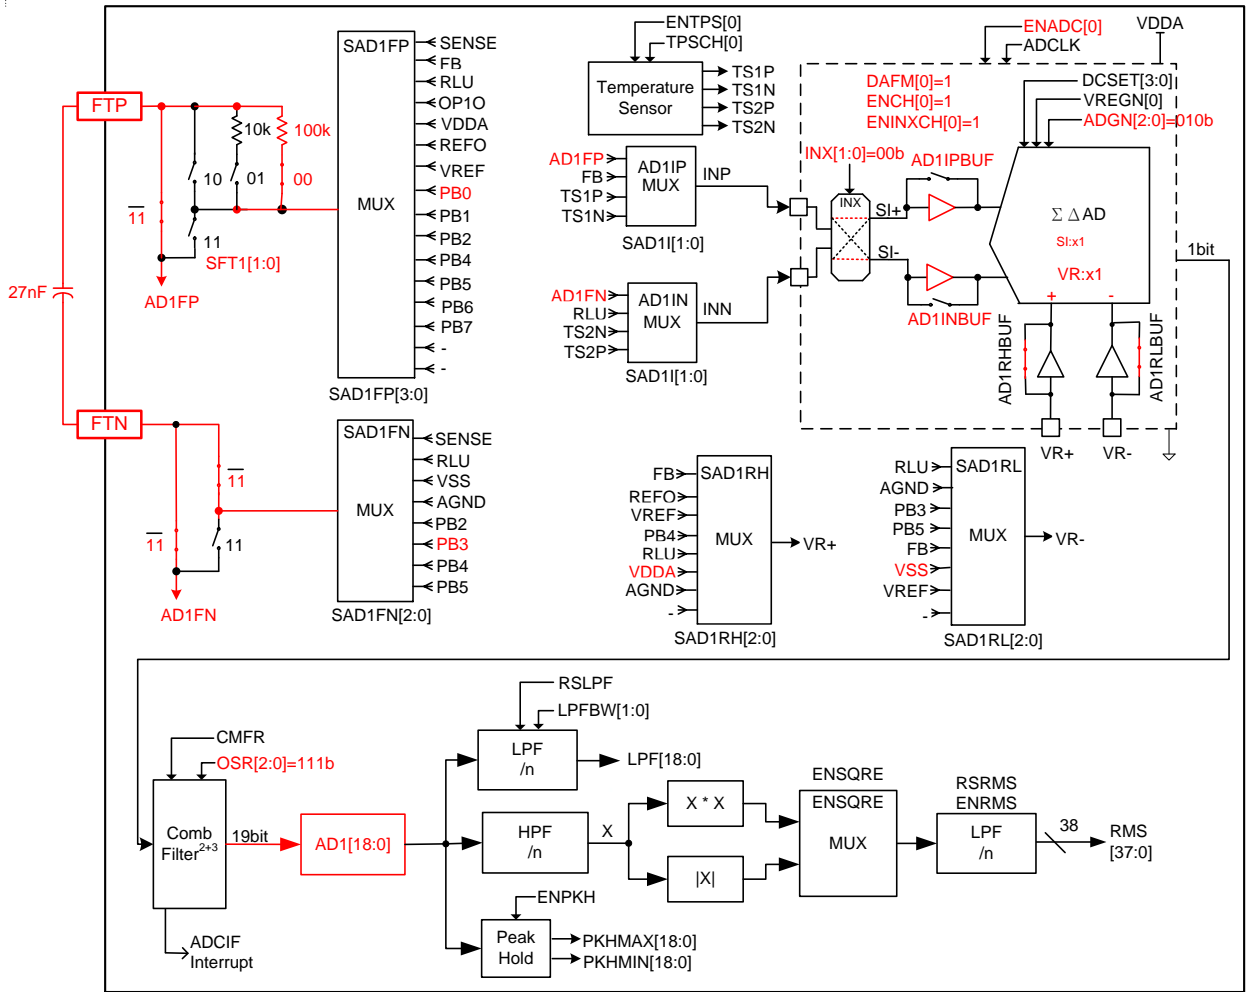 FTP
10k
100k
10
01
00
11
11
SFT1[1:0]
AD1FP
27nF
FTN
11
11
11
AD1FN
SAD1FP
MUX
SENSE
FB
RLU
OP1O
VDDA
REFO
VREF
PB0
PB1
PB2
PB4
PB5
PB6
PB7
-
-
SAD1FP[3:0]
SAD1FN
MUX
SENSE
RLU
VSS
AGND
PB2
PB3
PB4
PB5
SAD1FN[2:0]
ENTPS[0]
TPSCH[0]
Temperature
Sensor
TS1P
TS1N
TS2P
TS2N
AD1FP
FB
TS1P
TS1N
AD1IP
MUX
INP
SAD1I[1:0]
AD1FN
RLU
TS2N
TS2P
AD1IN
MUX
INN
SAD1I[1:0]
ENADC[0]
ADCLK
VDDA
DAFM[0]=1
ENCH[0]=1
ENINXCH[0]=1
DCSET[3:0]
VREGN[0]
ADGN[2:0]=010b
INX[1:0]=00b
INX
SI+
SI-
AD1IPBUF
AD1INBUF
Σ ΔAD
SI:x1
VR:x1
+ -
1bit
AD1RHBUF
AD1RLBUF
VR+
VR-
FB
REFO
VREF
PB4
RLU
VDDA
AGND
-
SAD1RH
MUX
VR+
SAD1RH[2:0]
RLU
AGND
PB3
PB5
FB
VSS
VREF
-
SAD1RL
MUX
VR-
SAD1RL[2:0]
CMFR
OSR[2:0]=111b
Comb
Filter2+3
19bit
AD1[18:0]
ADCIF
Interrupt
RSLPF
LPFBW[1:0]
LPF
/n
LPF[18:0]
HPF
/n
X
X * X
|X|
ENPKH
Peak
Hold
PKHMAX[18:0]
PKHMIN[18:0]
ENSQRE
ENSQRE
MUX
RSRMS
ENRMS
LPF
/n
38
RMS
[37:0]